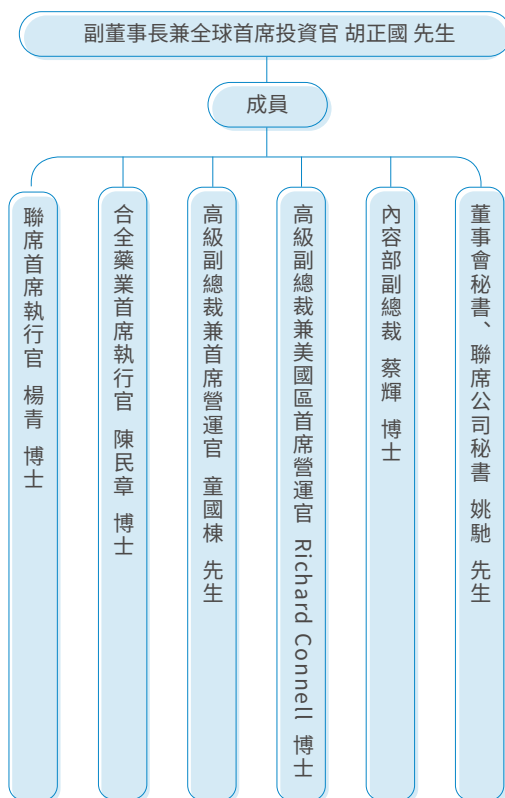 副董事長兼全球首席投資官 胡正國 先生
成員
聯席首席執行官 楊青 博士
合全藥業首席執行官 陳民章 博士
高級副總裁兼首席營運官 童國棟 先生
高級副總裁兼美國區首席營運官 Richard Connell 博士
內容部副總裁 蔡輝 博士
董事會秘書、聯席公司秘書 姚馳 先生